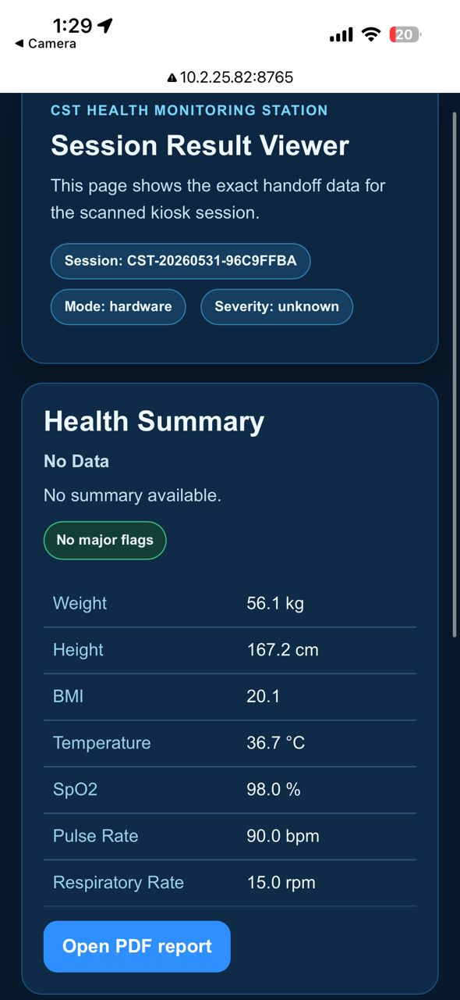 1:29
20
◀ Camera
10.2.25.82:8765
CST HEALTH MONITORING STATION
Session Result Viewer
This page shows the exact handoff data for
the scanned kiosk session.
Session: CST-20260531-96C9FFBA
Mode: hardware Severity: unknown
Health Summary
No Data
No summary available.
No major flags
Weight 56.1 kg
Height 167.2 cm
BMI 20.1
Temperature 36.7 °C
SpO2 98.0 %
Pulse Rate 90.0 bpm
Respiratory Rate 15.0 rpm
Open PDF report